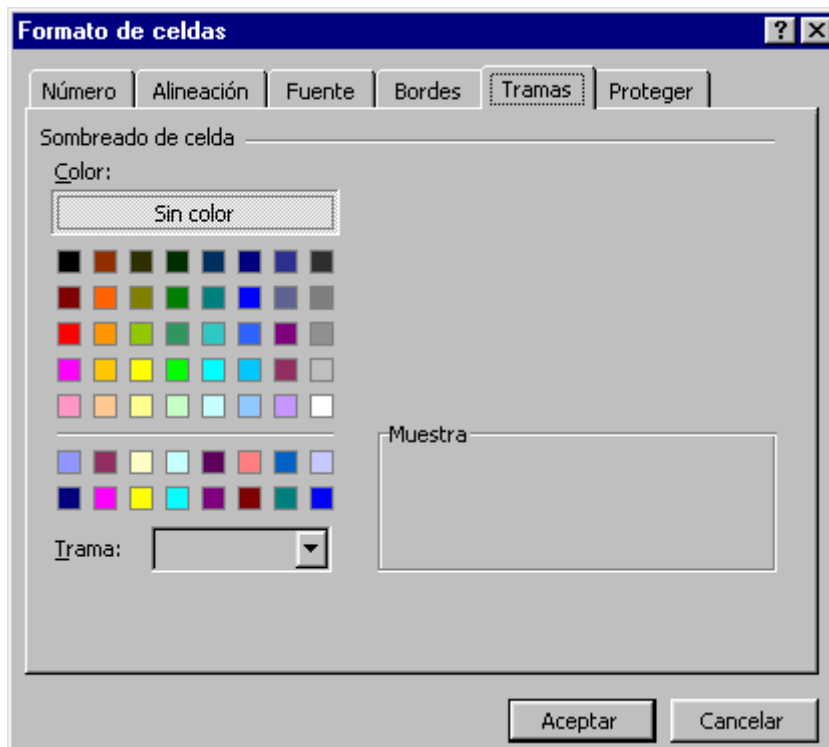 Formato de celdas
Número Alineación Fuente Bordes Tramas Proteger
Sombreado de celda
Color:
Sin color
Muestra
Trama:
Aceptar Cancelar